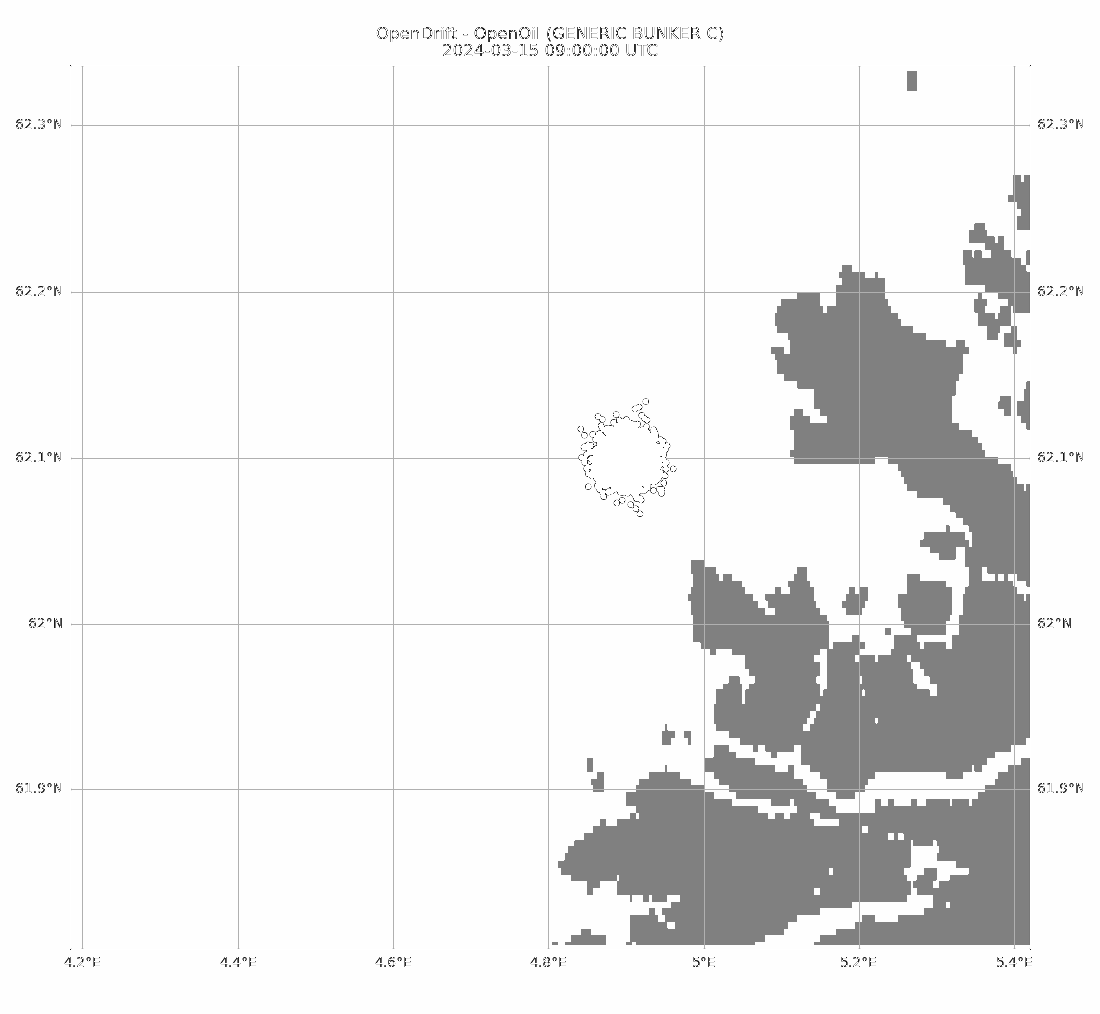 OpenDrift - OpenOil (GENERIC BUNKER C)
2024-03-15 09:00:00 UTC
62.3°N 62.3°N
62.2°N 62.2°N
62.1°N 62.1°N
62°N 62°N
61.9°N 61.9°N
4.2°E 4.4°E 4.6°E 4.8°E 5°E 5.2°E 5.4°E